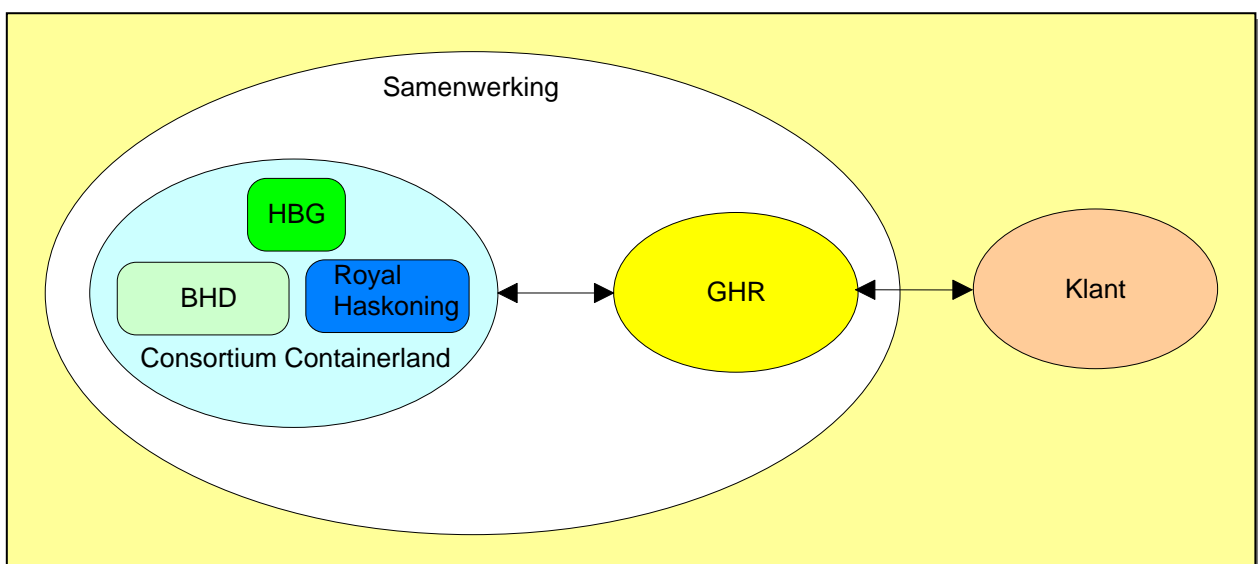 Samenwerking
HBG
BHD
Royal
Haskoning
Consortium Containerland
GHR
Klant